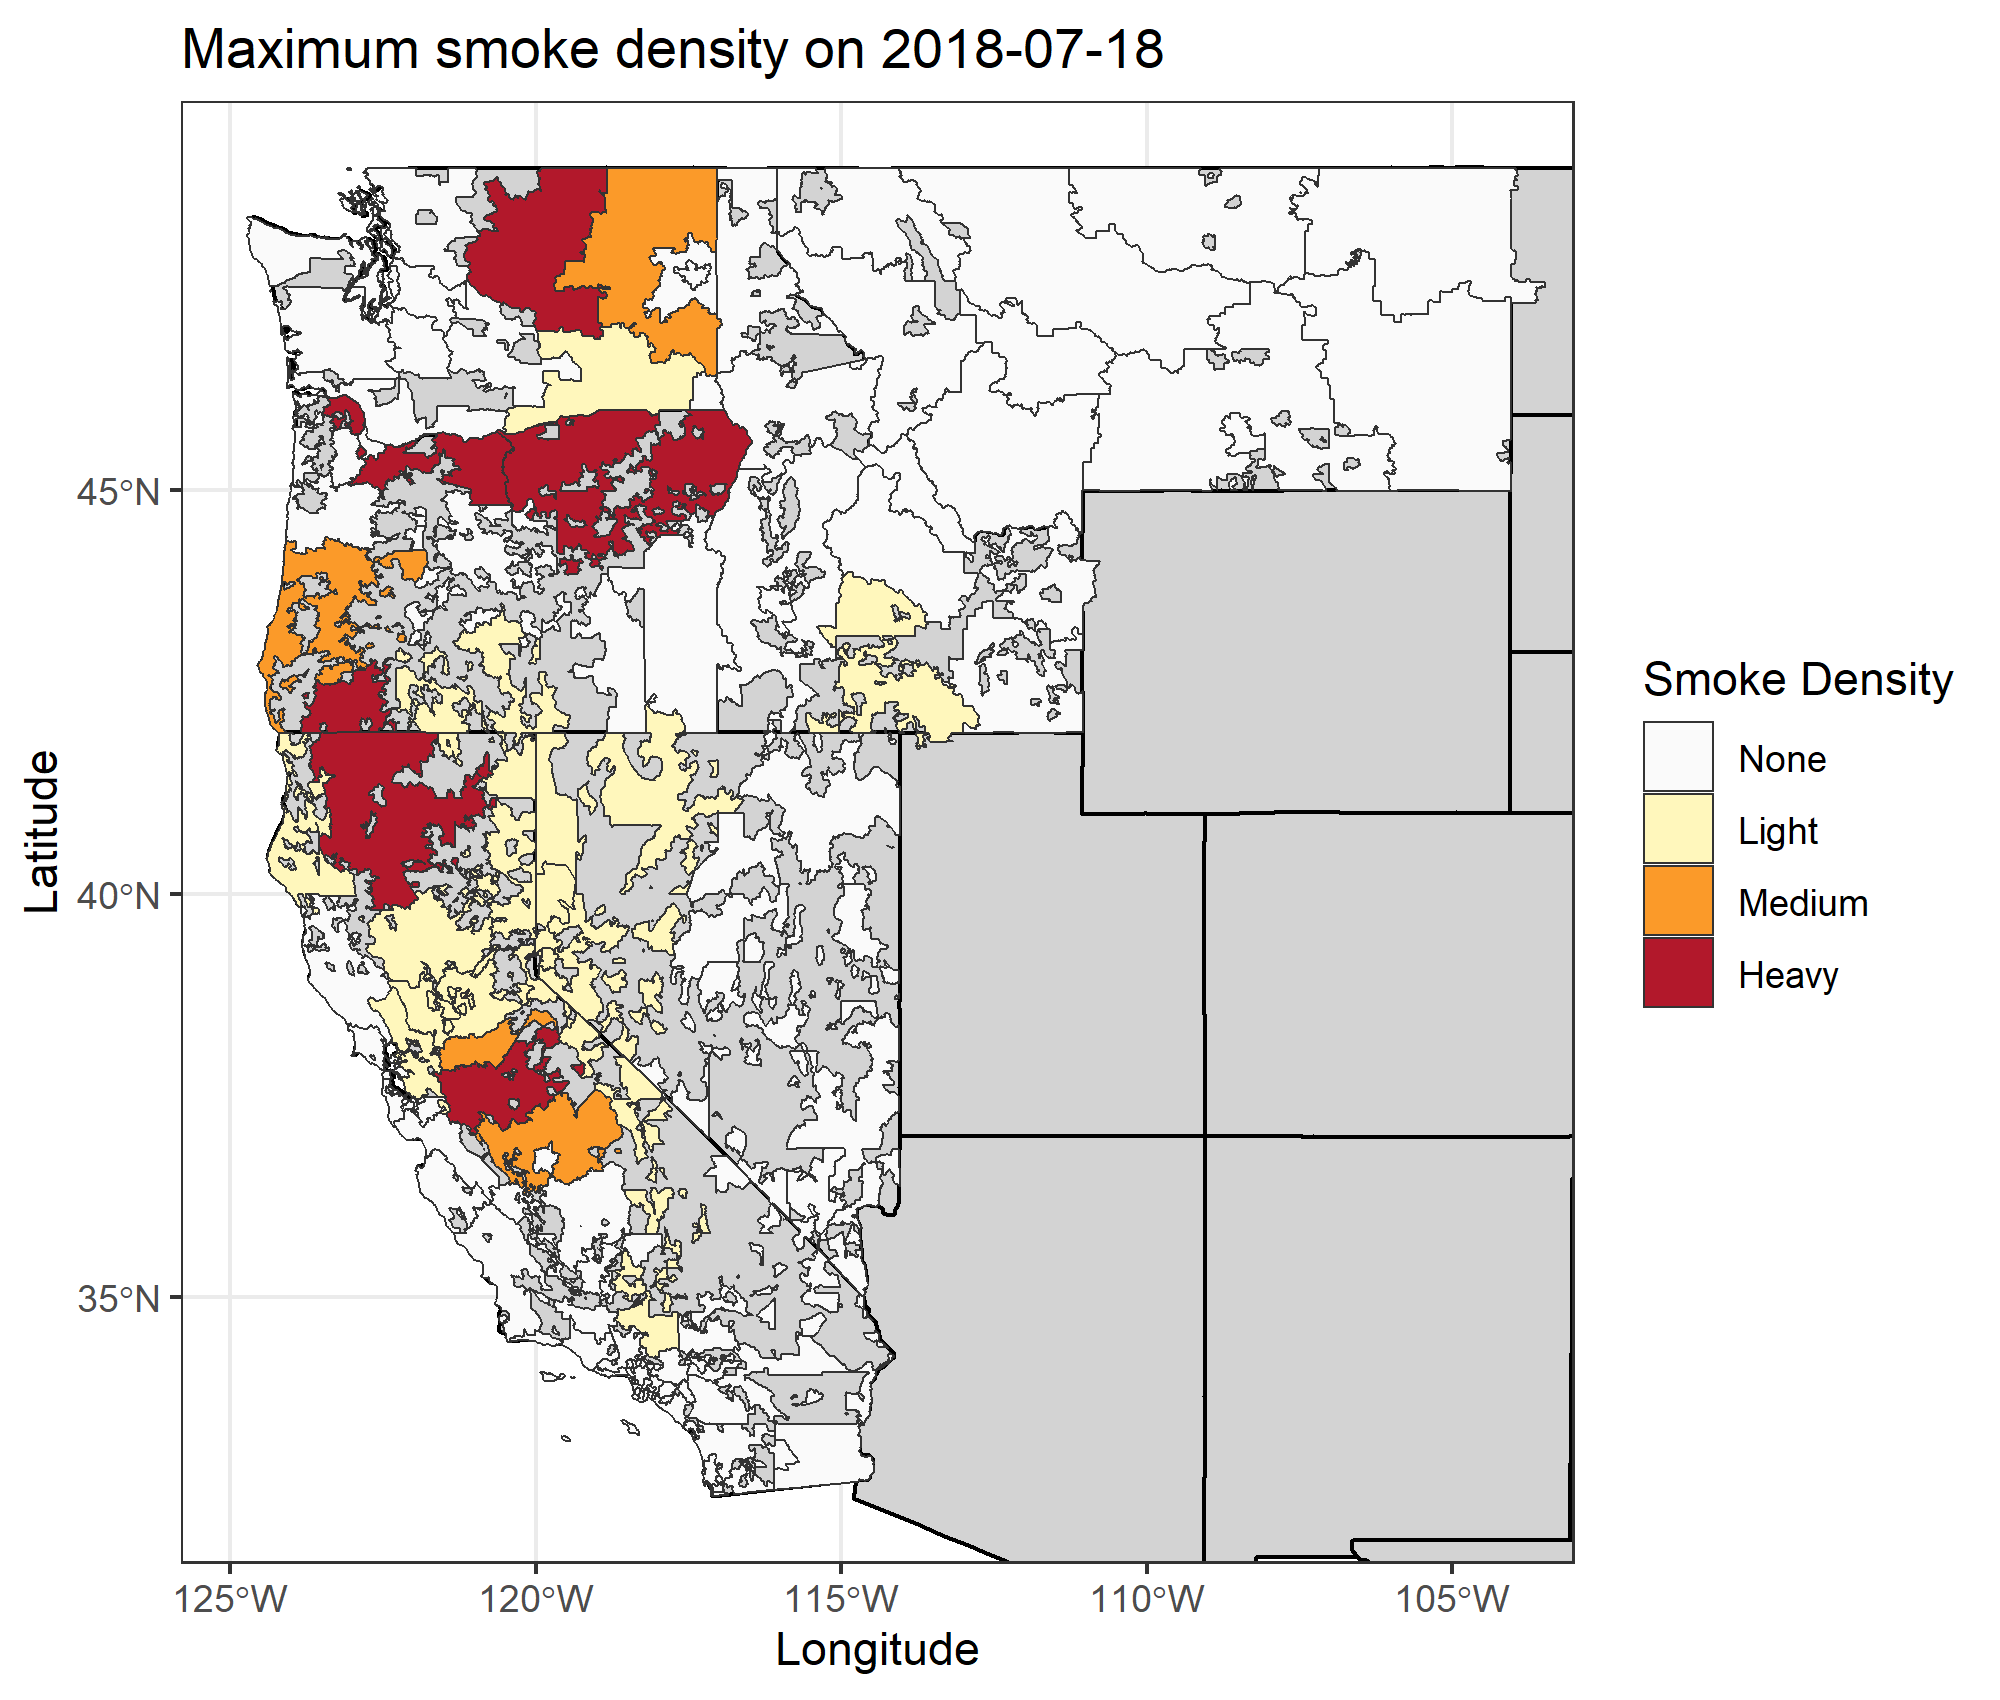 Maximum smoke density on 2018-07-18
45°N
40°N
35°N
Latitude
125°W
120°W
115°W
110°W
105°W
Longitude
Smoke Density
None
Light
Medium
Heavy